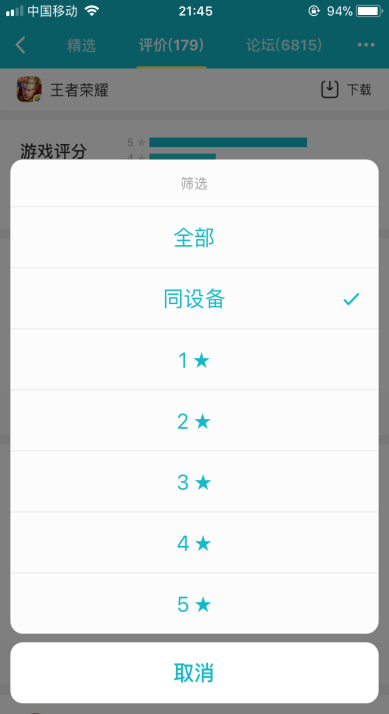 中国移动 21:45 94%
精选 评价(179) 论坛(6815)
王者荣耀 下载
游戏评分 5 ★
4 ★
筛选
全部
同设备
1 ★
2 ★
3 ★
4 ★
5 ★
取消